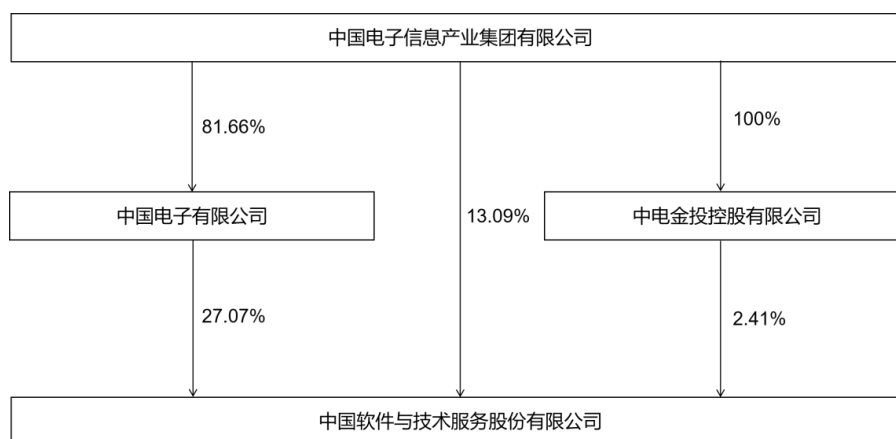 中国电子信息产业集团有限公司
81.66%
100%
中国电子有限公司
13.09%
中电金投控股有限公司
27.07%
2.41%
中国软件与技术服务股份有限公司